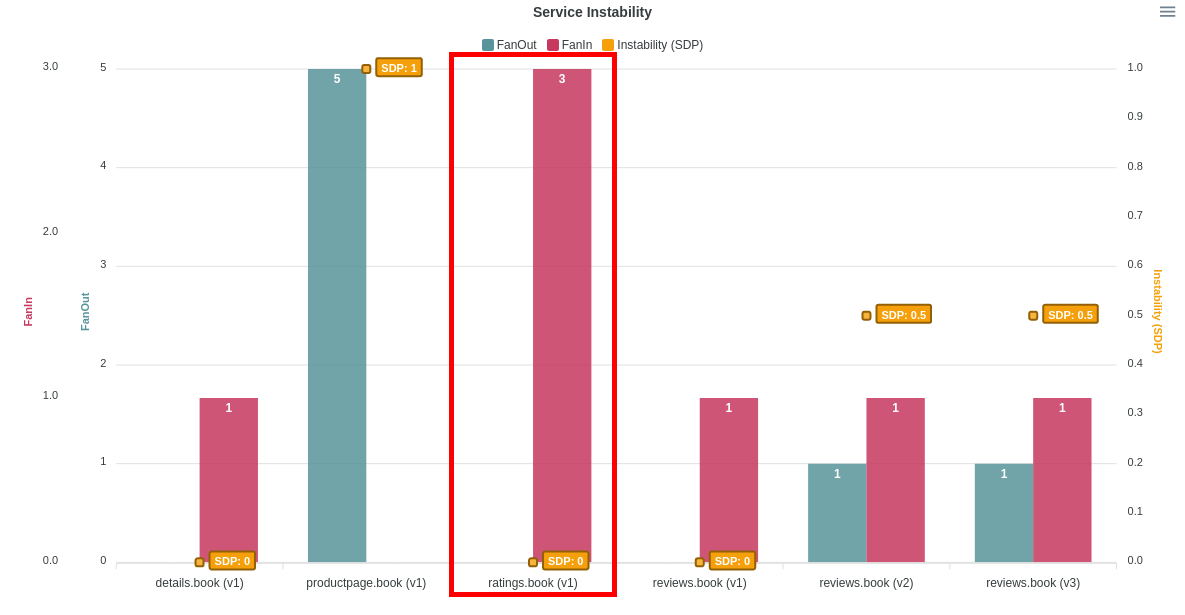 Service Instability
FanOut FanIn Instability (SDP)
3.0
2.0
1.0
0.0
FanIn
5
4
3
2
1
0
FanOut
1
SDP: 0
5
SDP: 1
3
SDP: 0
1
SDP: 0
1
1
SDP: 0.5
1
1
SDP: 0.5
1.0
0.9
0.8
0.7
0.6
0.5
0.4
0.3
0.2
0.1
0.0
Instability (SDP)
details.book (v1) productpage.book (v1) ratings.book (v1) reviews.book (v1) reviews.book (v2) reviews.book (v3)